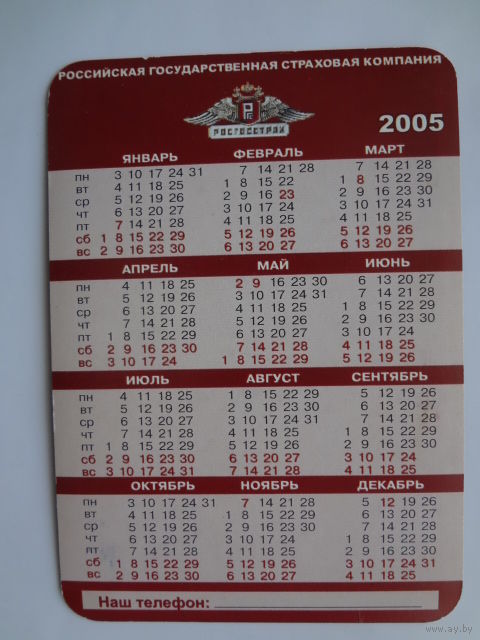 РОССИЙСКАЯ ГОСУДАРСТВЕННАЯ СТРАХОВАЯ КОМПАНИЯ
РГС
РОСГОССТРАХ
2005
ЯНВАРЬ ФЕВРАЛЬ МАРТ
пн 3 10 17 24 31 7 14 21 28 7 14 21 28
вт 4 11 18 25 1 8 15 22 1 8 15 22 29
ср 5 12 19 26 2 9 16 23 2 9 16 23 30
чт 6 13 20 27 3 10 17 24 3 10 17 24 31
пт 7 14 21 28 4 11 18 25 4 11 18 25
сб 1 8 15 22 29 5 12 19 26 5 12 19 26
вс 2 9 16 23 30 6 13 20 27 6 13 20 27
АПРЕЛЬ МАЙ ИЮНЬ
пн 4 11 18 25 2 9 16 23 30 6 13 20 27
вт 5 12 19 26 3 10 17 24 31 7 14 21 28
ср 6 13 20 27 4 11 18 25 1 8 15 22 29
чт 7 14 21 28 5 12 19 26 2 9 16 23 30
пт 1 8 15 22 29 6 13 20 27 3 10 17 24
сб 2 9 16 23 30 7 14 21 28 4 11 18 25
вс 3 10 17 24 1 8 15 22 29 5 12 19 26
ИЮЛЬ АВГУСТ СЕНТЯБРЬ
пн 4 11 18 25 1 8 15 22 29 5 12 19 26
вт 5 12 19 26 2 9 16 23 30 6 13 20 27
ср 6 13 20 27 3 10 17 24 31 7 14 21 28
чт 7 14 21 28 4 11 18 25 1 8 15 22 29
пт 1 8 15 22 29 5 12 19 26 2 9 16 23 30
сб 2 9 16 23 30 6 13 20 27 3 10 17 24
вс 3 10 17 24 31 7 14 21 28 4 11 18 25
ОКТЯБРЬ НОЯБРЬ ДЕКАБРЬ
пн 3 10 17 24 31 7 14 21 28 5 12 19 26
вт 4 11 18 25 1 8 15 22 29 6 13 20 27
ср 5 12 19 26 2 9 16 23 30 7 14 21 28
чт 6 13 20 27 3 10 17 24 1 8 15 22 29
пт 7 14 21 28 4 11 18 25 2 9 16 23 30
сб 1 8 15 22 29 5 12 19 26 3 10 17 24 31
вс 2 9 16 23 30 6 13 20 27 4 11 18 25
Наш телефон:
www.ay.by